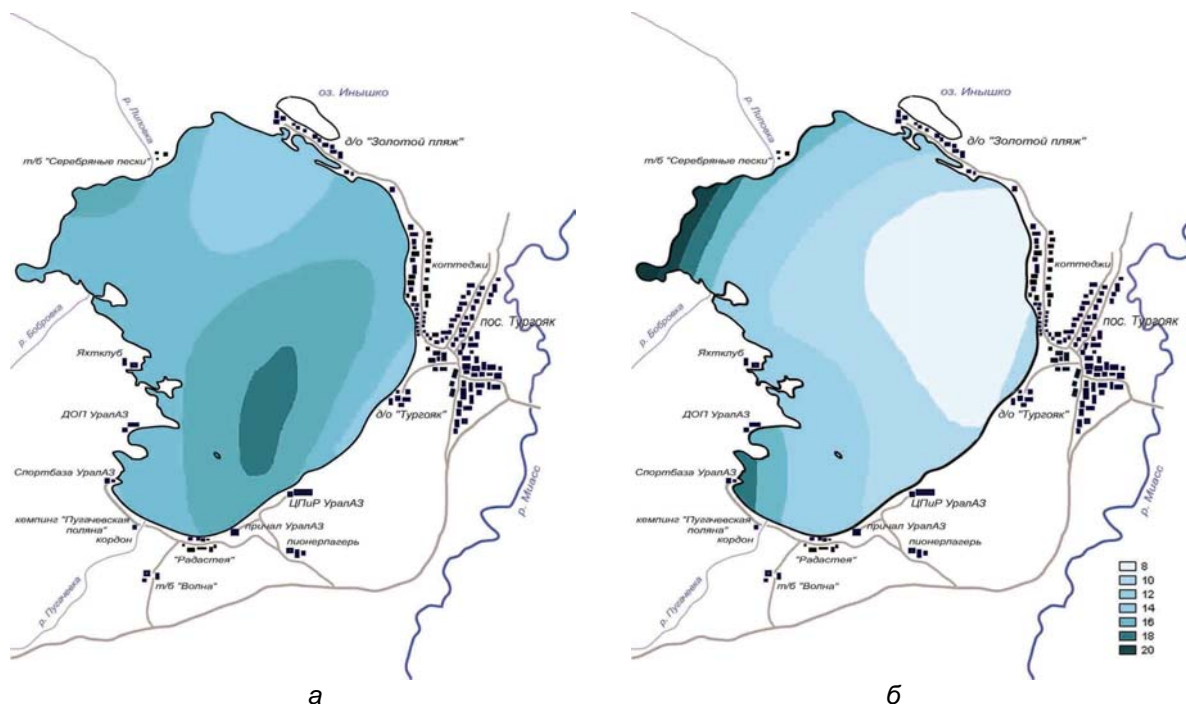 оз. Инышко
р. Липовка
д/о "Золотой пляж"
т/б "Серебряные пески"
коттеджи
пос. Тургояк
р. Бобровка
Яхтклуб
ДОП УралАЗ
д/о "Тургояк"
Спортбаза УралАЗ
ЦПиР УралАЗ
р. Миасс
кемпинг "Пугачевская
поляна"
кордон
причал УралАЗ
"Радастея"
пионерлагерь
т/б "Волна"
р. Пугачевка
а
оз. Инышко
р. Липовка
д/о "Золотой пляж"
т/б "Серебряные пески"
коттеджи
пос. Тургояк
р. Бобровка
Яхтклуб
ДОП УралАЗ
д/о "Тургояк"
Спортбаза УралАЗ
ЦПиР УралАЗ
р. Миасс
кемпинг "Пугачевская
поляна"
кордон
причал УралАЗ
"Радастея"
пионерлагерь
т/б "Волна"
р. Пугачевка
8
10
12
14
16
18
20
б